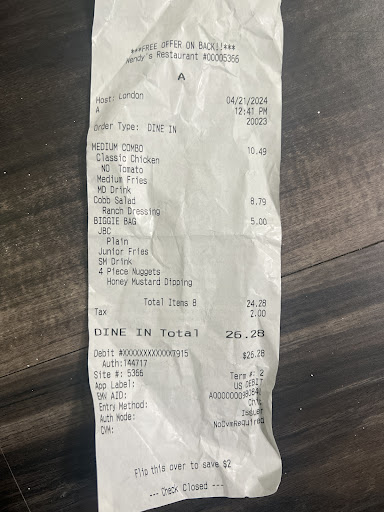 ***FREE OFFER ON BACK!!***
Wendy's Restaurant #00005366
A
Host: London 04/21/2024
A 12:41 PM
20023
Order Type: DINE IN
MEDIUM COMBO 10.49
Classic Chicken
NO Tomato
Medium Fries
MD Drink
Cobb Salad 8.79
Ranch Dressing
BIGGIE BAG 5.00
JBC
Plain
Junior Fries
SM Drink
4 Piece Nuggets
Honey Mustard Dipping
Total Items 8 24.28
Tax 2.00
DINE IN Total 26.28
Debit #XXXXXXXXXXXX7915 $26.28
Auth:144717
Site #: 5366 Term #: 2
App Label: US DEBIT
EMV AID:
Entry Method: Chip
Auth Mode: Issuer
CVM: NoCvmRequired
Flip this over to save $2
--- Check Closed ---